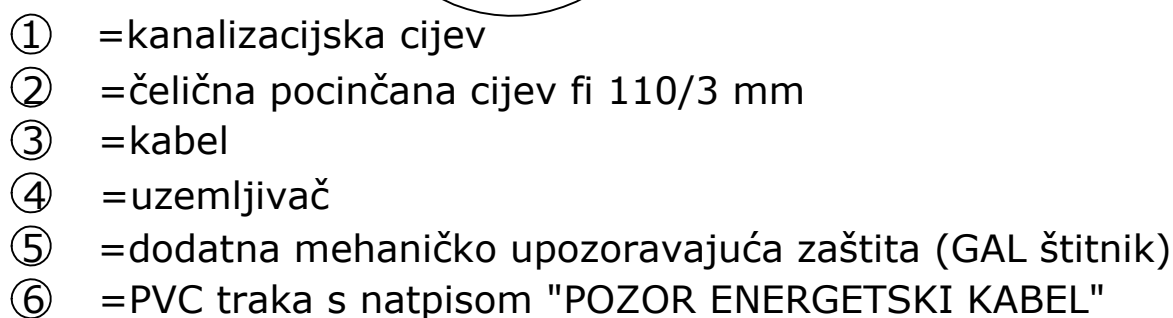 ① =kanalizacijska cijev
② =čelična pocinčana cijev fi 110/3 mm
③ =kabel
④ =uzemljivač
⑤ =dodatna mehaničko upozoravajuća zaštita (GAL štitnik)
⑥ =PVC traka s natpisom "POZOR ENERGETSKI KABEL"